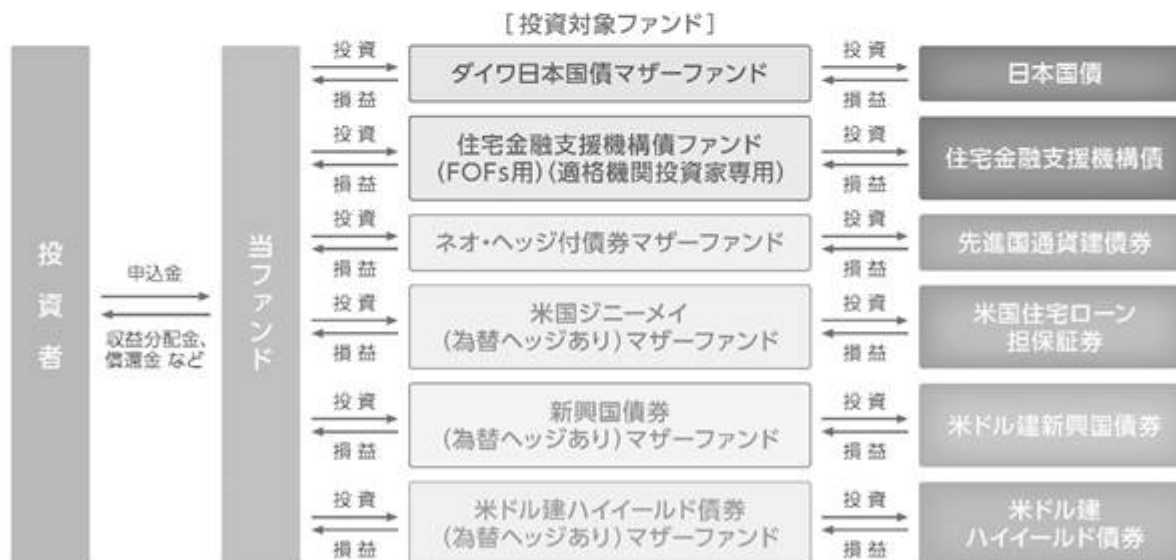 [投資対象ファンド]
投資者
申込金
収益分配金、
償還金 など
当ファンド
投資
損益
ダイワ日本国債マザーファンド
投資
損益
日本国債
投資
損益
住宅金融支援機構債ファンド
(FOFs用)(適格機関投資家専用)
投資
損益
住宅金融支援機構債
投資
損益
ネオ・ヘッジ付債券マザーファンド
投資
損益
先進国通貨建債券
投資
損益
米国ジニーメイ
(為替ヘッジあり)マザーファンド
投資
損益
米国住宅ローン
担保証券
投資
損益
新興国債券
(為替ヘッジあり)マザーファンド
投資
損益
米ドル建新興国債券
投資
損益
米ドル建ハイイールド債券
(為替ヘッジあり)マザーファンド
投資
損益
米ドル建
ハイイールド債券